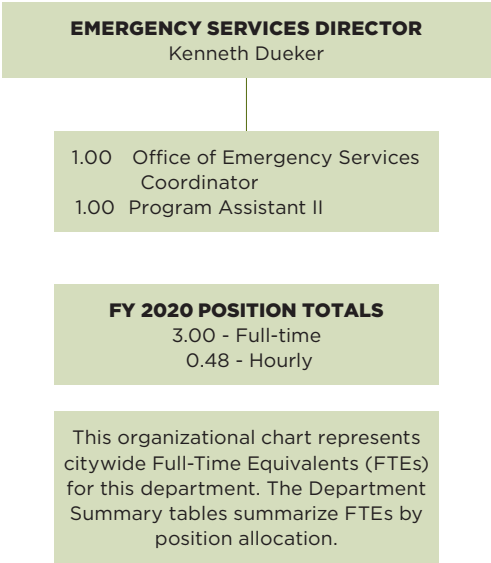 EMERGENCY SERVICES DIRECTOR
Kenneth Dueker
1.00 Office of Emergency Services
Coordinator
1.00 Program Assistant II
FY 2020 POSITION TOTALS
3.00 - Full-time
0.48 - Hourly
This organizational chart represents
citywide Full-Time Equivalents (FTEs)
for this department. The Department
Summary tables summarize FTEs by
position allocation.